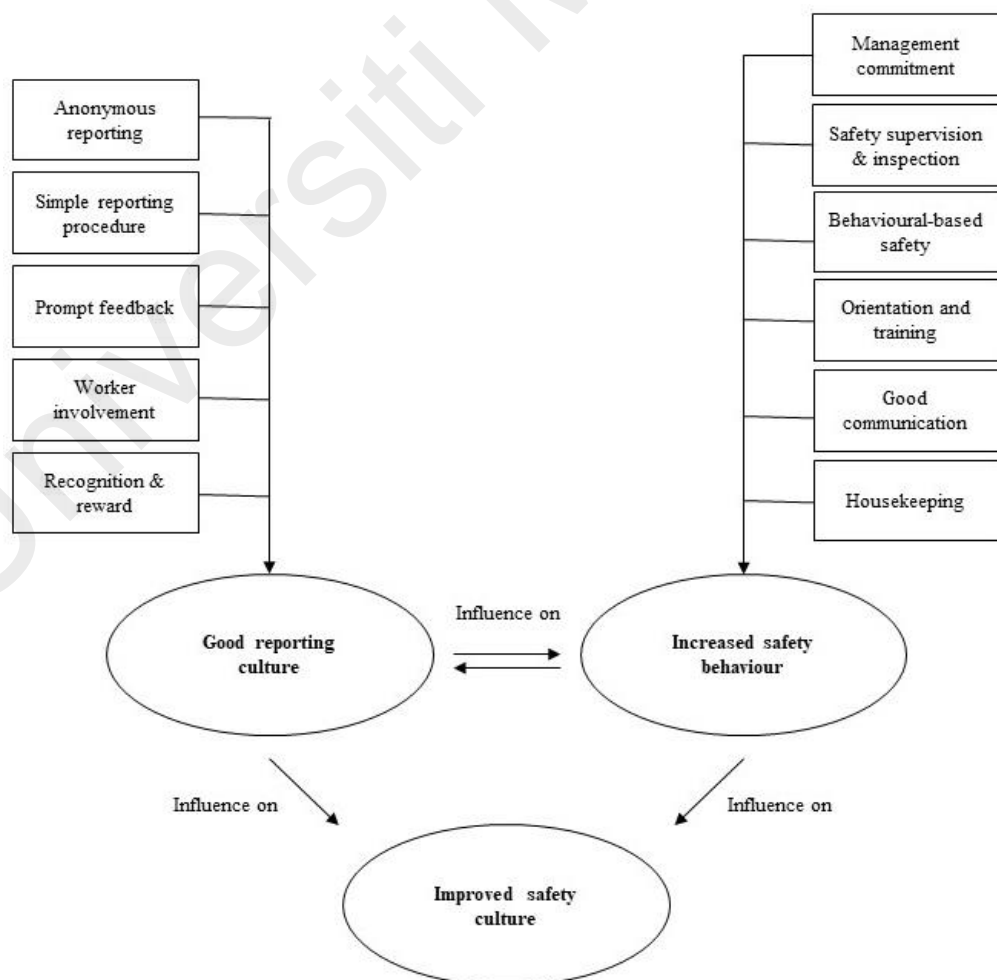 Anonymous
reporting
Simple reporting
procedure
Prompt feedback
Worker
involvement
Recognition &
reward
Management
commitment
Safety supervision
& inspection
Behavioural-based
safety
Orientation and
training
Good
communication
Housekeeping
Good reporting
culture
Influence on
Increased safety
behaviour
Influence on
Influence on
Improved safety
culture
Universiti